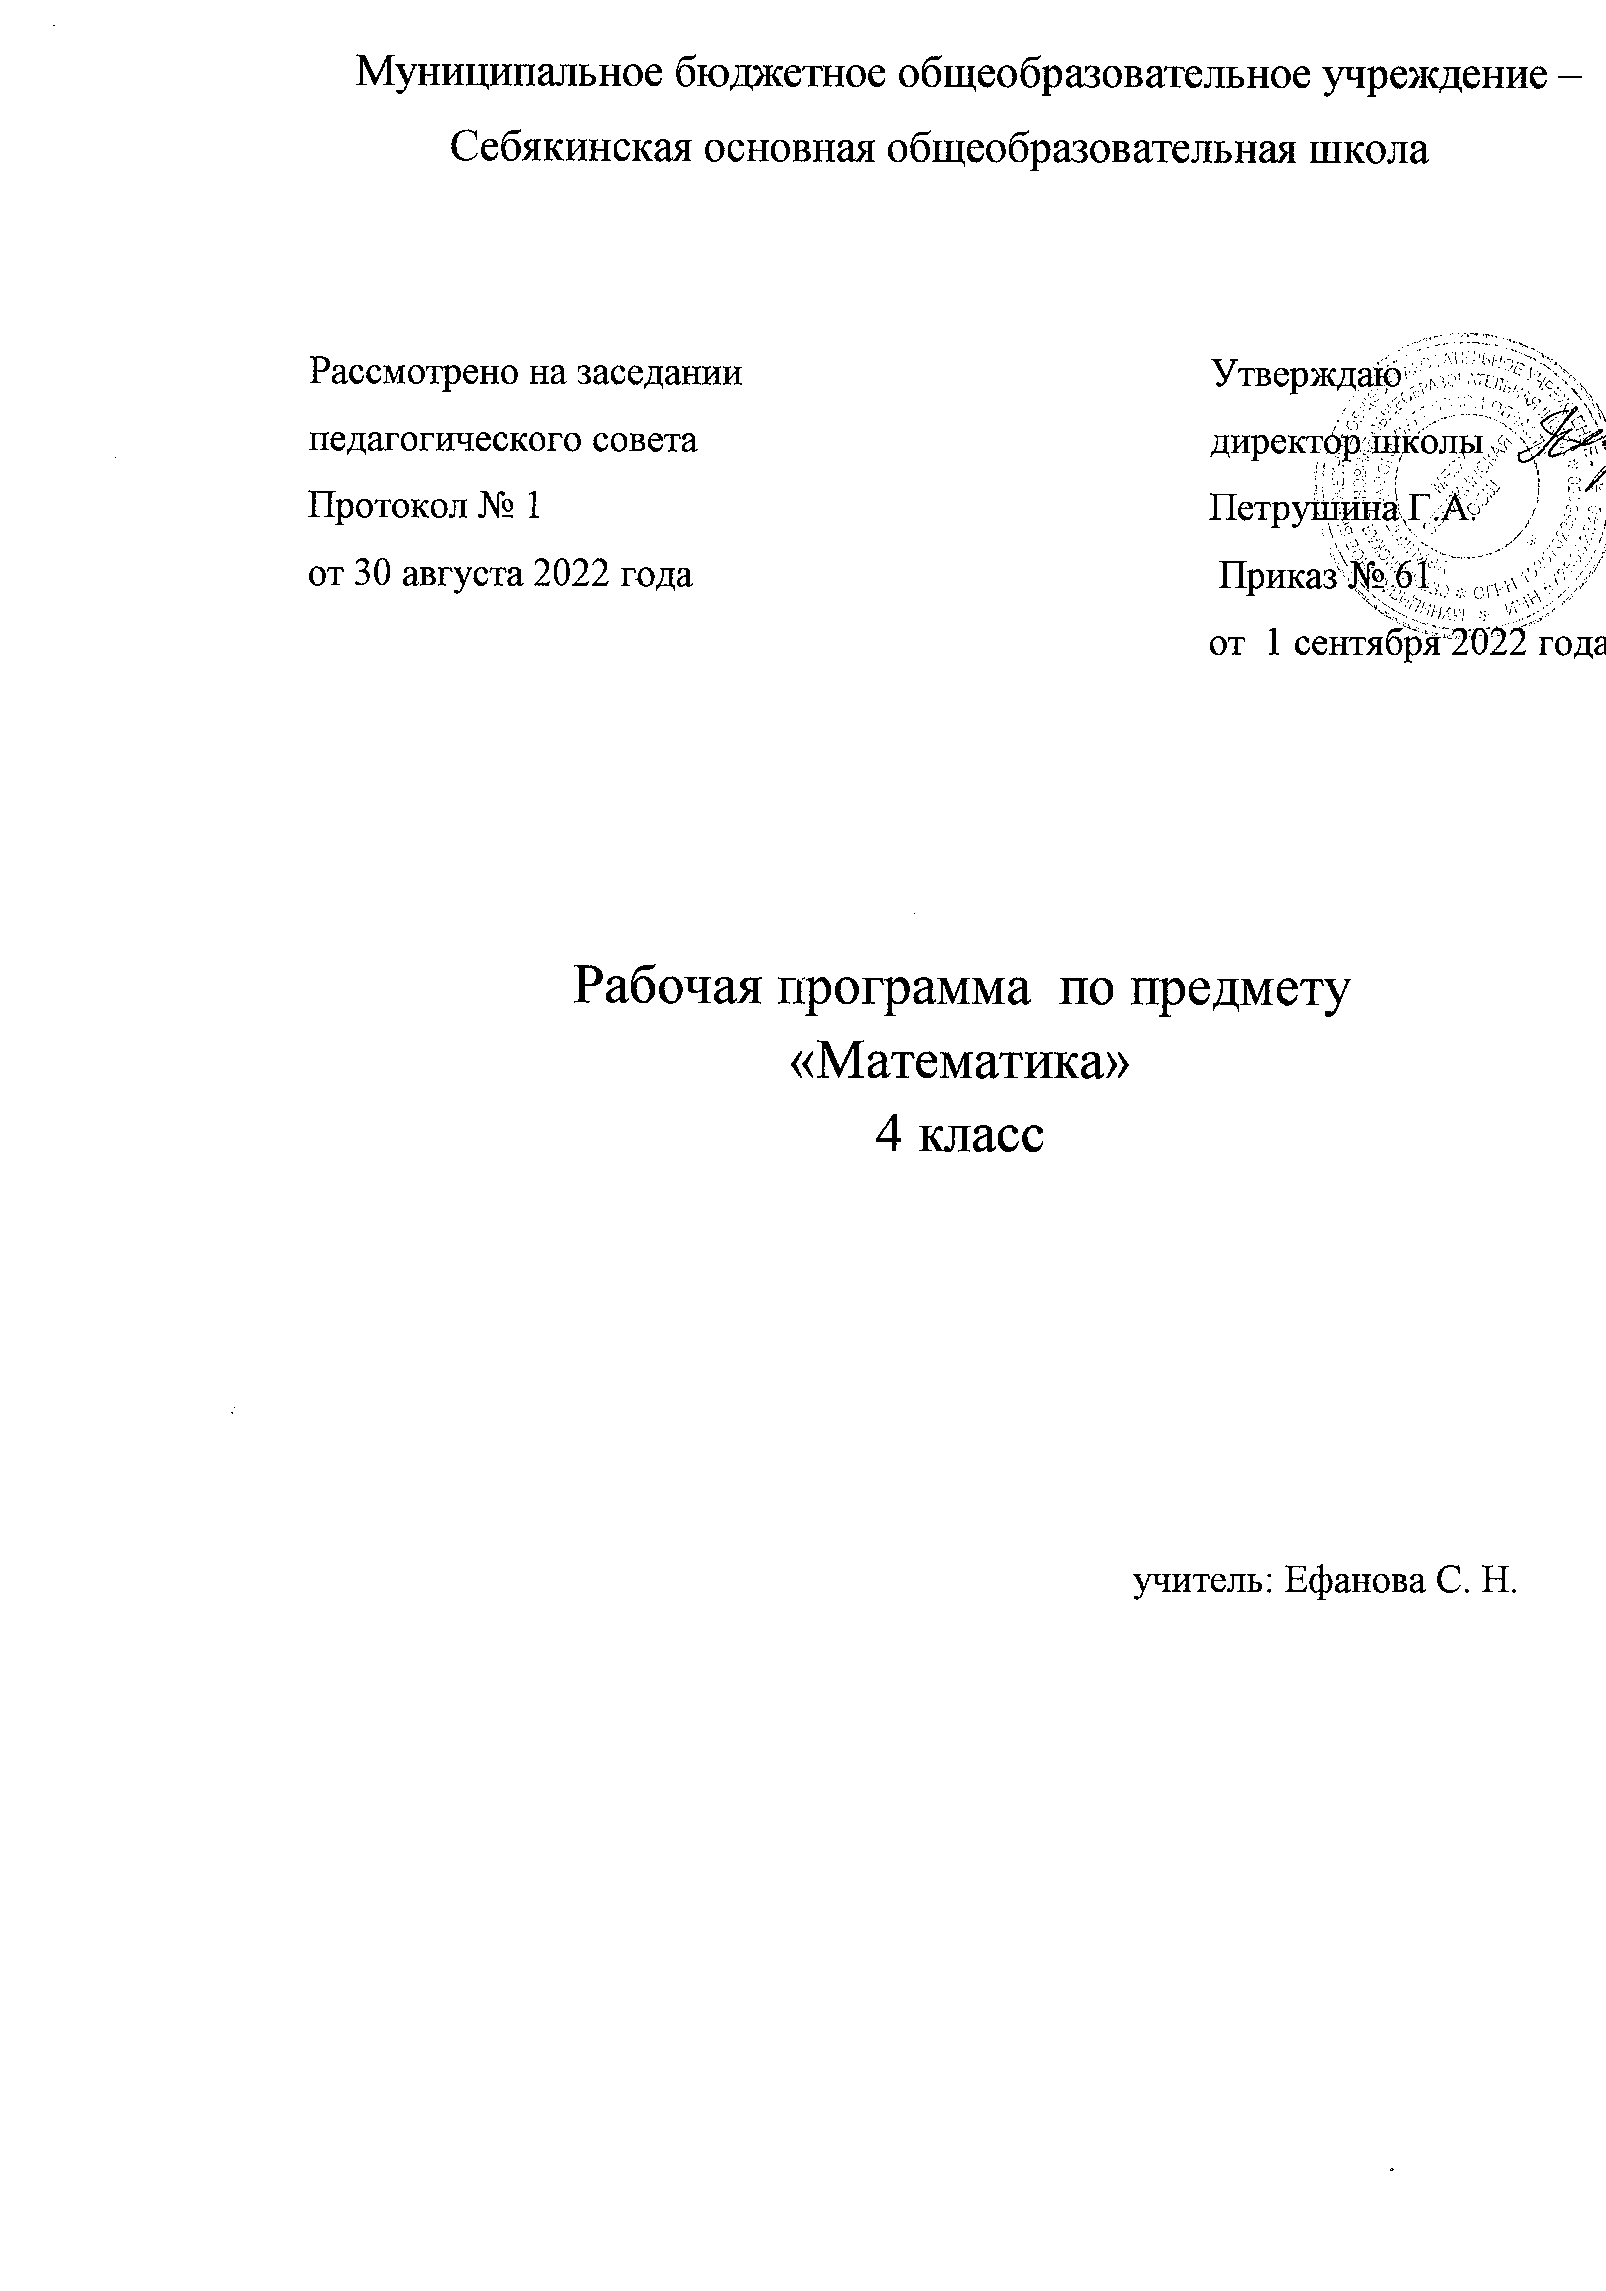 Муниципальное бюджетное общеобразовательное учреждение –
Себякинская основная общеобразовательная школа
Рассмотрено на заседании
педагогического совета
Протокол № 1
от 30 августа 2022 года
Утверждаю
директор школы
Петрушина Г.А.
Приказ № 61
от 1 сентября 2022 года
Рабочая программа по предмету
«Математика»
4 класс
учитель: Ефанова С. Н.